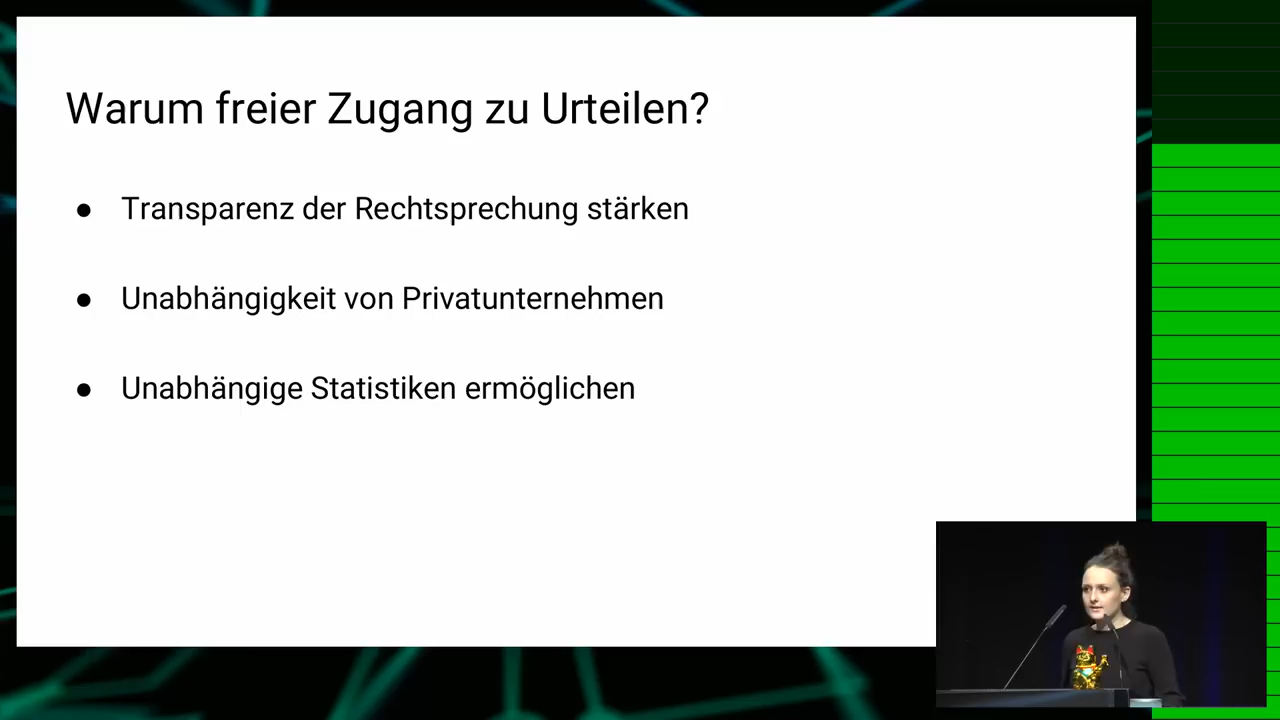 Warum freier Zugang zu Urteilen?
● Transparenz der Rechtsprechung stärken
● Unabhängigkeit von Privatunternehmen
● Unabhängige Statistiken ermöglichen